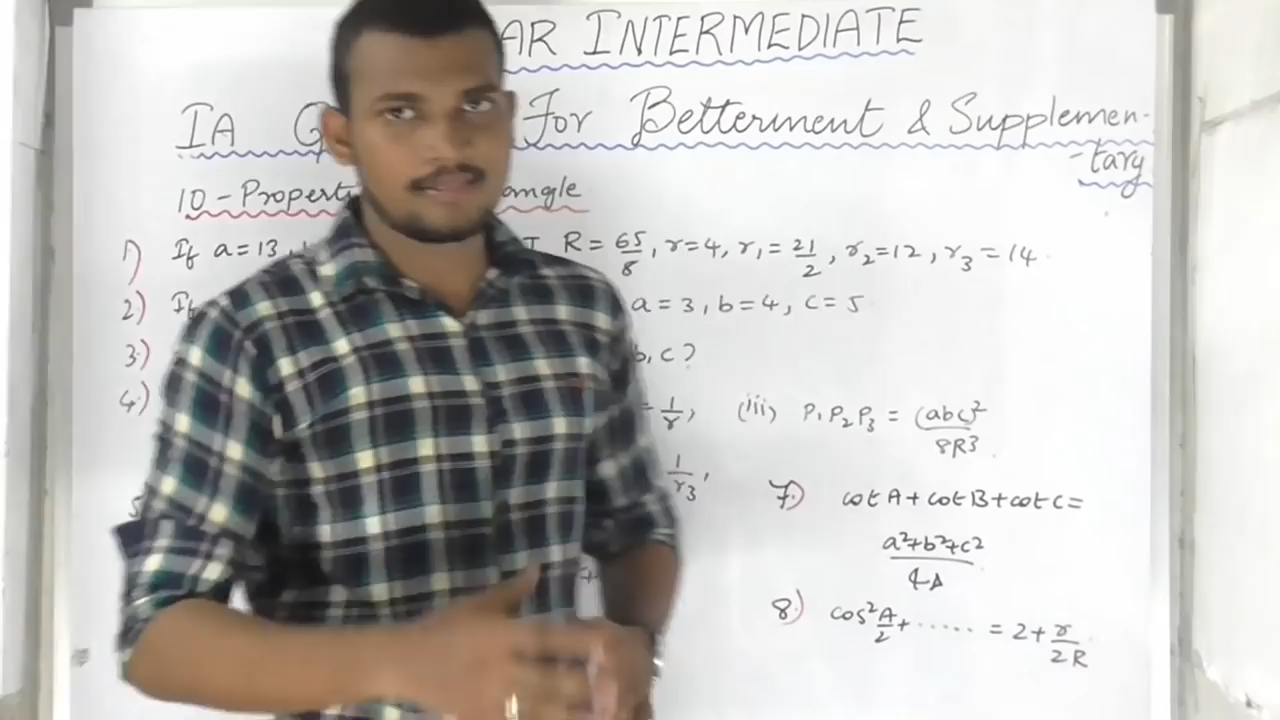 AR INTERMEDIATE
IA For Betterment & Supplemen-
-tary
10-Propert angle
1) If a=13, R = 65/8, r=4, r₁ = 21/2, r₂=12, r₃ = 14
2) If a=3, b=4, c=5
3) b, c?
4) = 1/r, (iii) P₁P₂P₃ = (abc)²/8R³
1/r₃,
7) cot A + cot B + cot C =
a²+b²+c²/4Δ
8) cos²A/2 + ...... = 2 + r/2R